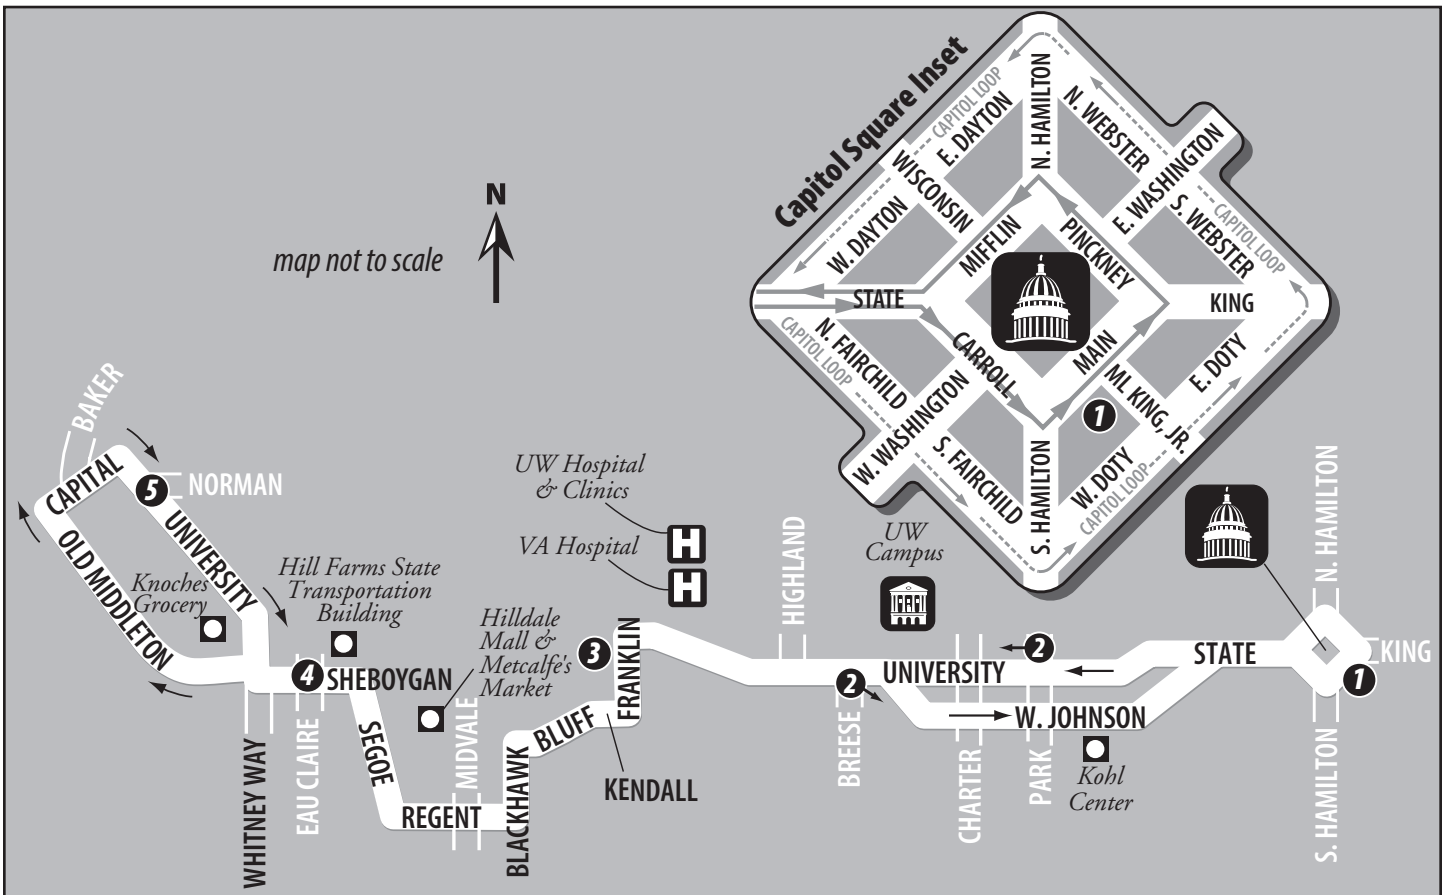 Capitol Square Inset
CAPITOL LOOP
E. DAYTON
N. HAMILTON
N. WEBSTER
E. WASHINGTON
WISCONSIN
W. DAYTON
MIFFLIN
PINCKNEY
S. WEBSTER
CAPITOL LOOP
STATE
KING
N. FAIRCHILD
CAPITOL LOOP
CARROLL
MAIN
ML KING, JR.
E. DOTY
1
W. WASHINGTON
S. FAIRCHILD
S. HAMILTON
W. DOTY
CAPITOL LOOP
N
map not to scale
BAKER
CAPITAL
5
NORMAN
UNIVERSITY
OLD MIDDLETON
Knoches
Grocery
Hill Farms State
Transportation
Building
4
SHEBOYGAN
WHITNEY WAY
EAU CLAIRE
SEGOE
Hilldale
Mall &
Metcalfe's
Market
MIDVALE
REGENT
BLACKHAWK
BLUFF
KENDALL
3
FRANKLIN
UW Hospital
& Clinics
H
VA Hospital
H
HIGHLAND
UW
Campus
2
BREESE
UNIVERSITY
2
CHARTER
PARK
W. JOHNSON
Kohl
Center
STATE
N. HAMILTON
KING
1
S. HAMILTON